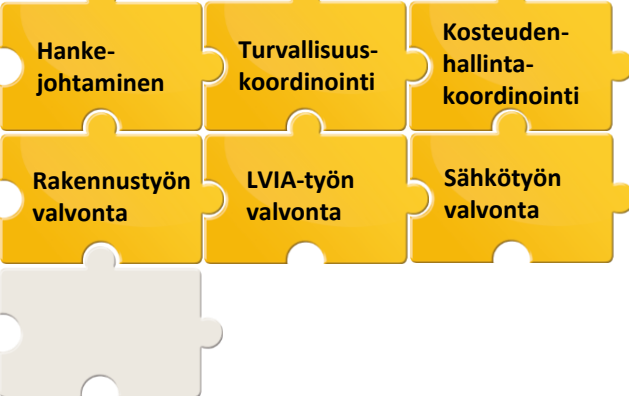 Hanke-
johtaminen
Turvallisuus-
koordinointi
Kosteuden-
hallinta-
koordinointi
Rakennustyön
valvonta
LVIA-työn
valvonta
Sähkötyön
valvonta